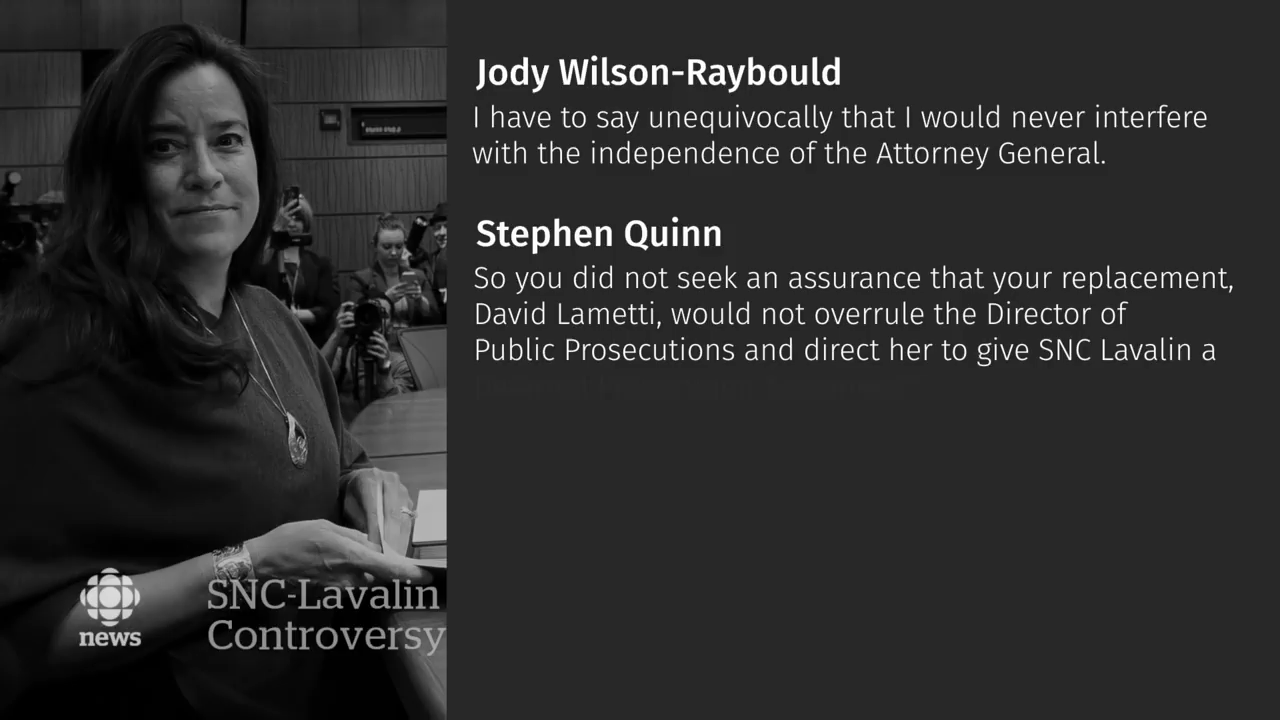 Jody Wilson-Raybould
I have to say unequivocally that I would never interfere
with the independence of the Attorney General.
Stephen Quinn
So you did not seek an assurance that your replacement,
David Lametti, would not overrule the Director of
Public Prosecutions and direct her to give SNC Lavalin a
news
SNC-Lavalin
Controversy